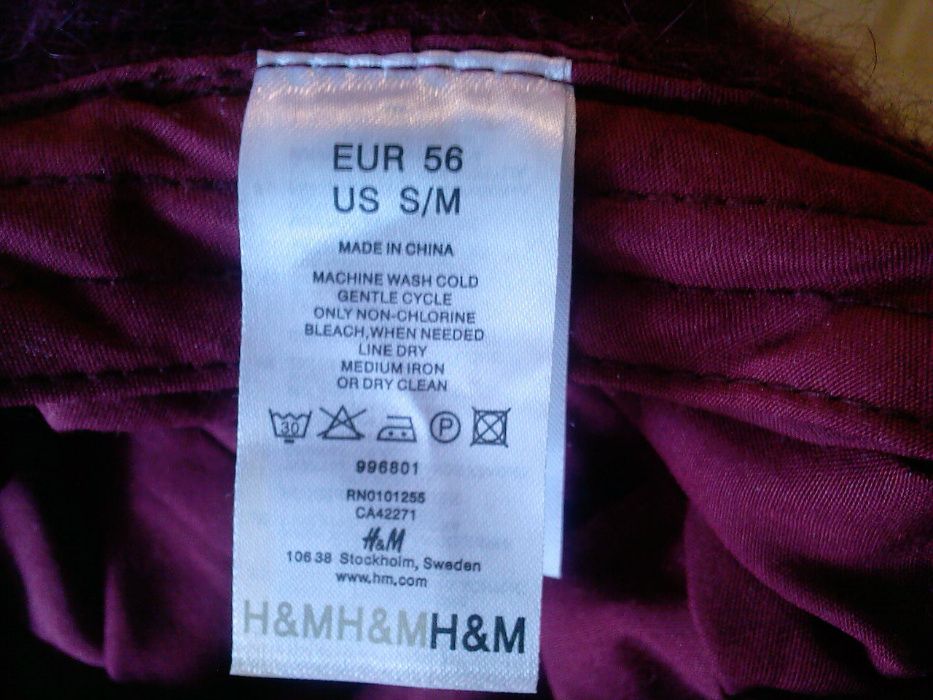 EUR 56
US S/M
MADE IN CHINA
MACHINE WASH COLD
GENTLE CYCLE
ONLY NON-CHLORINE
BLEACH,WHEN NEEDED
LINE DRY
MEDIUM IRON
OR DRY CLEAN
30 P
996801
RN0101255
CA42271
H&M
106 38 Stockholm, Sweden
www.hm.com
H&MH&MH&M